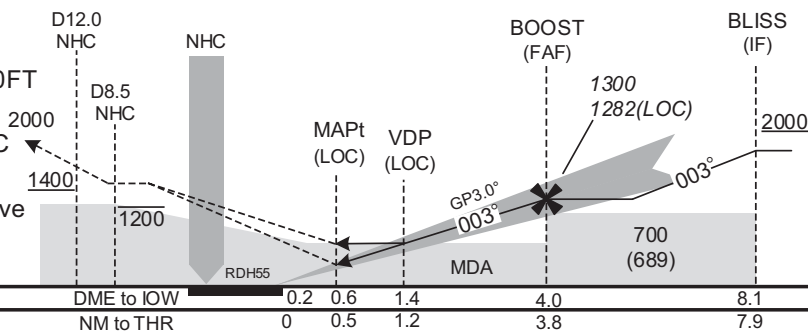 D12.0
NHC
NHC
BOOST
(FAF)
BLISS
(IF)
0FT
D8.5
NHC
1300
1282(LOC)
2000
C
MAPt
(LOC)
VDP
(LOC)
2000
1400
GP3.0°
003°
003°
ve
1200
700
(689)
RDH55
MDA
DME to IOW 0.2 0.6 1.4 4.0 8.1
NM to THR 0 0.5 1.2 3.8 7.9